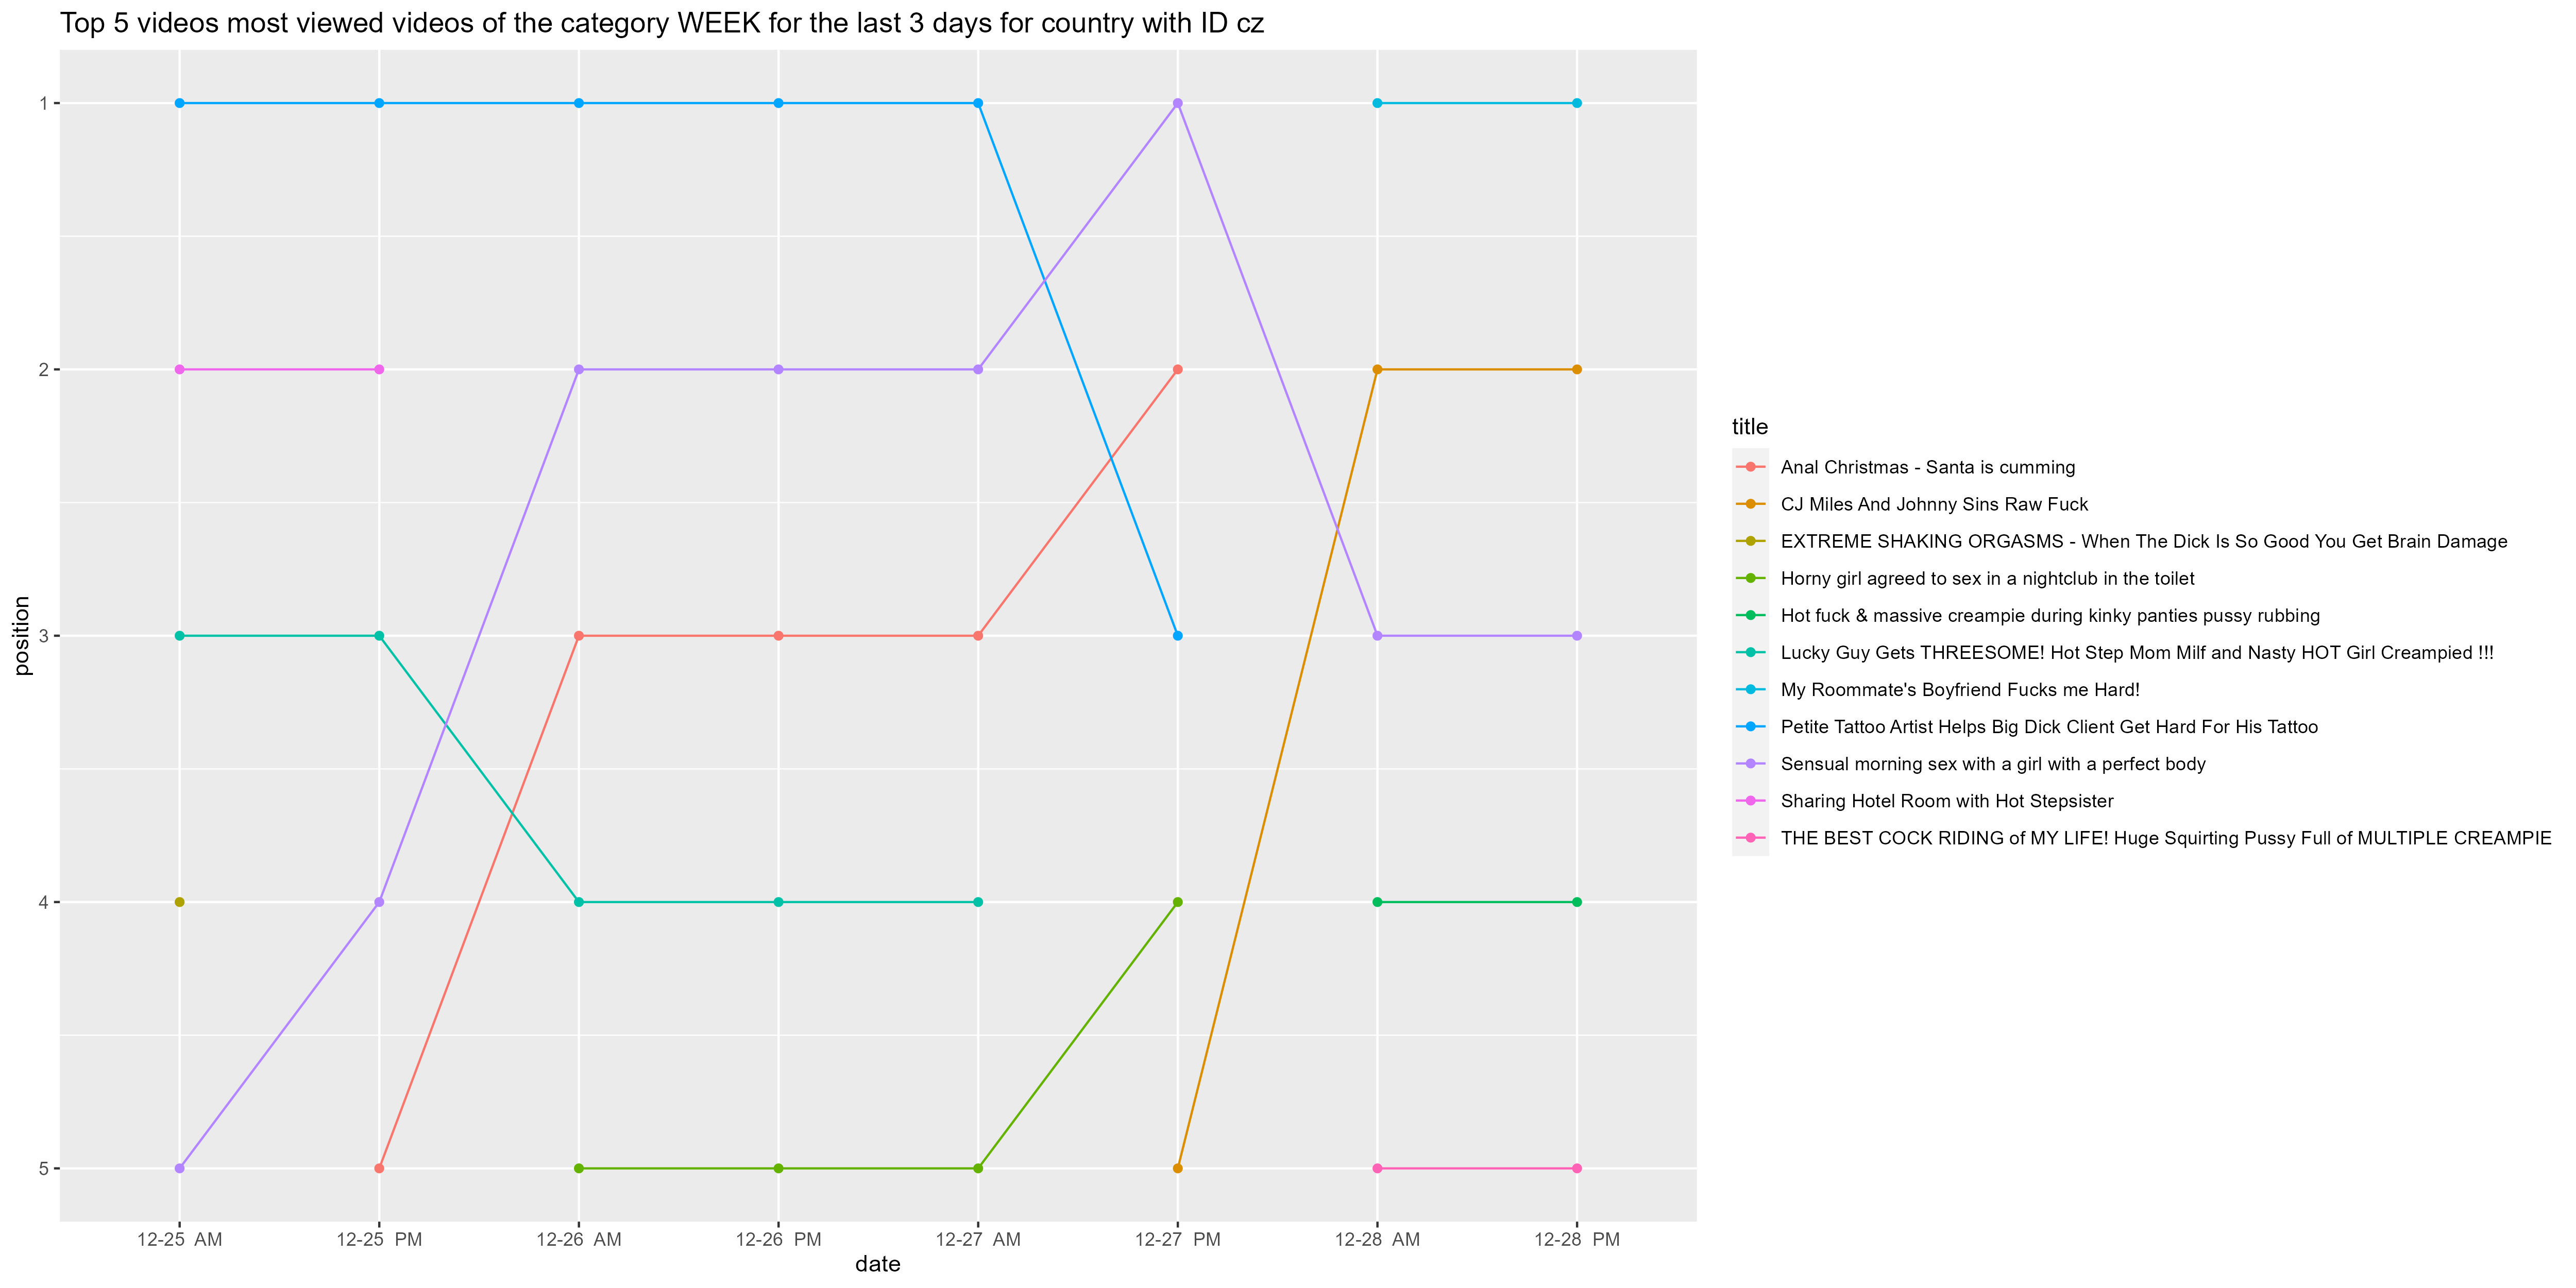 Top 5 videos most viewed videos of the category WEEK for the last 3 days for country with ID cz
1
2
3
4
5
position
12-25 AM
12-25 PM
12-26 AM
12-26 PM
12-27 AM
12-27 PM
12-28 AM
12-28 PM
date
title
Anal Christmas - Santa is cumming
CJ Miles And Johnny Sins Raw Fuck
EXTREME SHAKING ORGASMS - When The Dick Is So Good You Get Brain Damage
Horny girl agreed to sex in a nightclub in the toilet
Hot fuck & massive creampie during kinky panties pussy rubbing
Lucky Guy Gets THREESOME! Hot Step Mom Milf and Nasty HOT Girl Creampied !!!
My Roommate's Boyfriend Fucks me Hard!
Petite Tattoo Artist Helps Big Dick Client Get Hard For His Tattoo
Sensual morning sex with a girl with a perfect body
Sharing Hotel Room with Hot Stepsister
THE BEST COCK RIDING of MY LIFE! Huge Squirting Pussy Full of MULTIPLE CREAMPIE